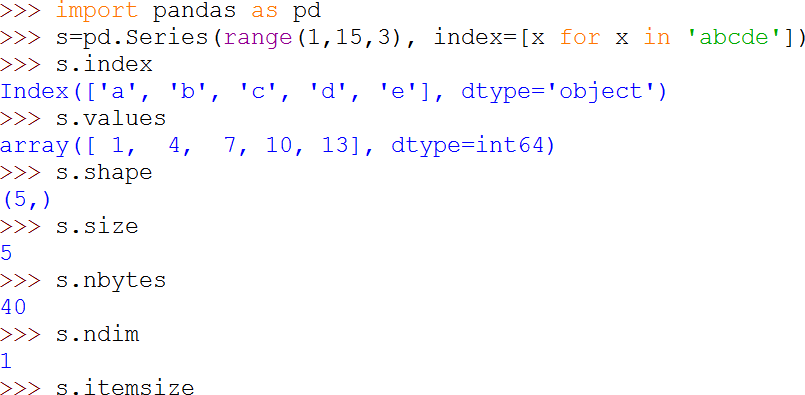 >>> import pandas as pd
>>> s=pd.Series(range(1,15,3), index=[x for x in 'abcde'])
>>> s.index
Index(['a', 'b', 'c', 'd', 'e'], dtype='object')
>>> s.values
array([ 1,  4,  7, 10, 13], dtype=int64)
>>> s.shape
(5,)
>>> s.size
5
>>> s.nbytes
40
>>> s.ndim
1
>>> s.itemsize